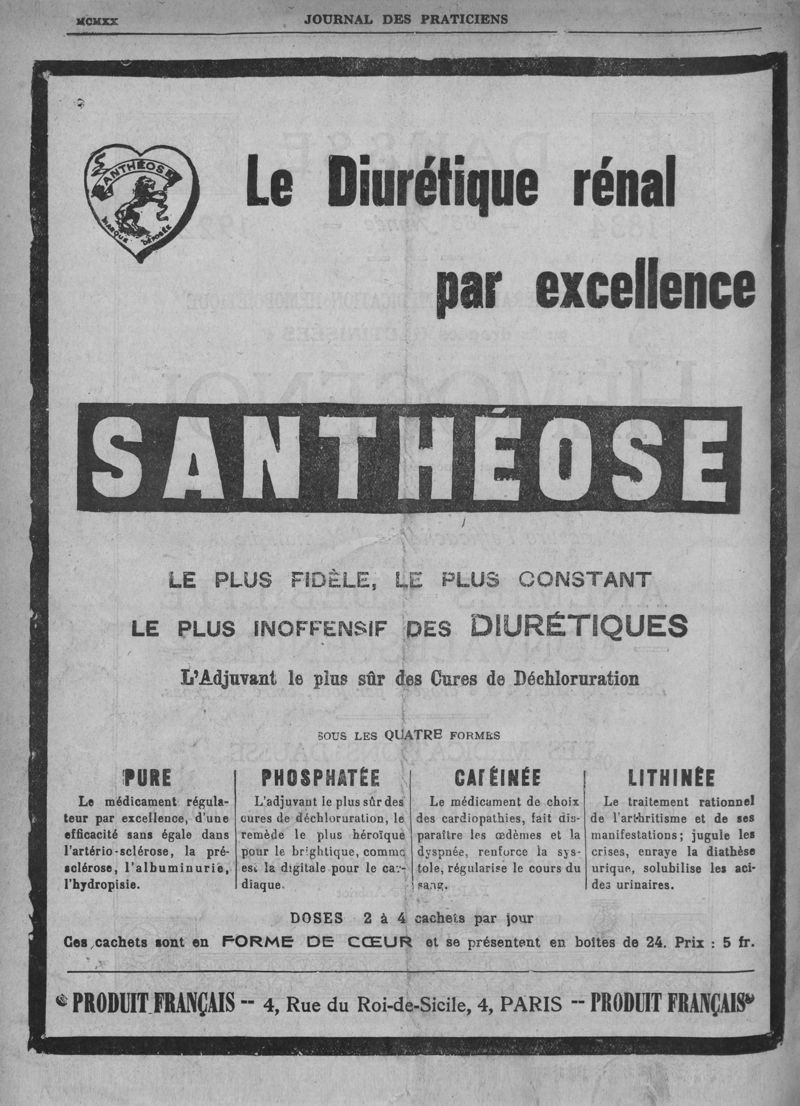 MCMXX
JOURNAL DES PRATICIENS
SANTHÉOSE
MARQUE DÉPOSÉE
Le Diurétique rénal
par excellence
SANTHÉOSE
LE PLUS FIDÈLE, LE PLUS CONSTANT
LE PLUS INOFFENSIF DES DIURÉTIQUES
L'Adjuvant le plus sûr des Cures de Déchloruration
SOUS LES QUATRE FORMES
PURE
Le médicament régula-
teur par excellence, d'une
efficacité sans égale dans
l'artério-sclérose, la pré-
sclérose, l'albuminurie,
l'hydropisie.
PHOSPHATÉE
L'adjuvant le plus sûr des
cures de déchloruration, le
remède le plus héroïque
pour le brightique, comme
est la digitale pour le car-
diaque.
CAFÉINÉE
Le médicament de choix
des cardiopathies, fait dis-
paraître les œdèmes et la
dyspnée, renforce la sys-
tole, régularise le cours du
sang.
LITHINÉE
Le traitement rationnel
de l'arthritisme et de ses
manifestations; jugule les
crises, enraye la diathèse
urique, solubilise les aci-
des urinaires.
DOSES 2 à 4 cachets par jour
Ces cachets sont en FORME DE CŒUR et se présentent en boîtes de 24. Prix : 5 fr.
PRODUIT FRANÇAIS -- 4, Rue du Roi-de-Sicile, 4, PARIS -- PRODUIT FRANÇAIS